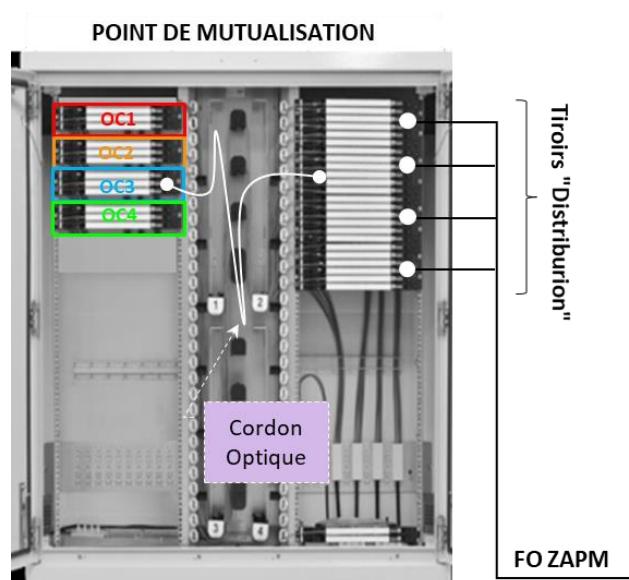 POINT DE MUTUALISATION
OC1
OC2
OC3
OC4
Tiroirs "Distriburion"
1
2
Cordon
Optique
3
4
FO ZAPM